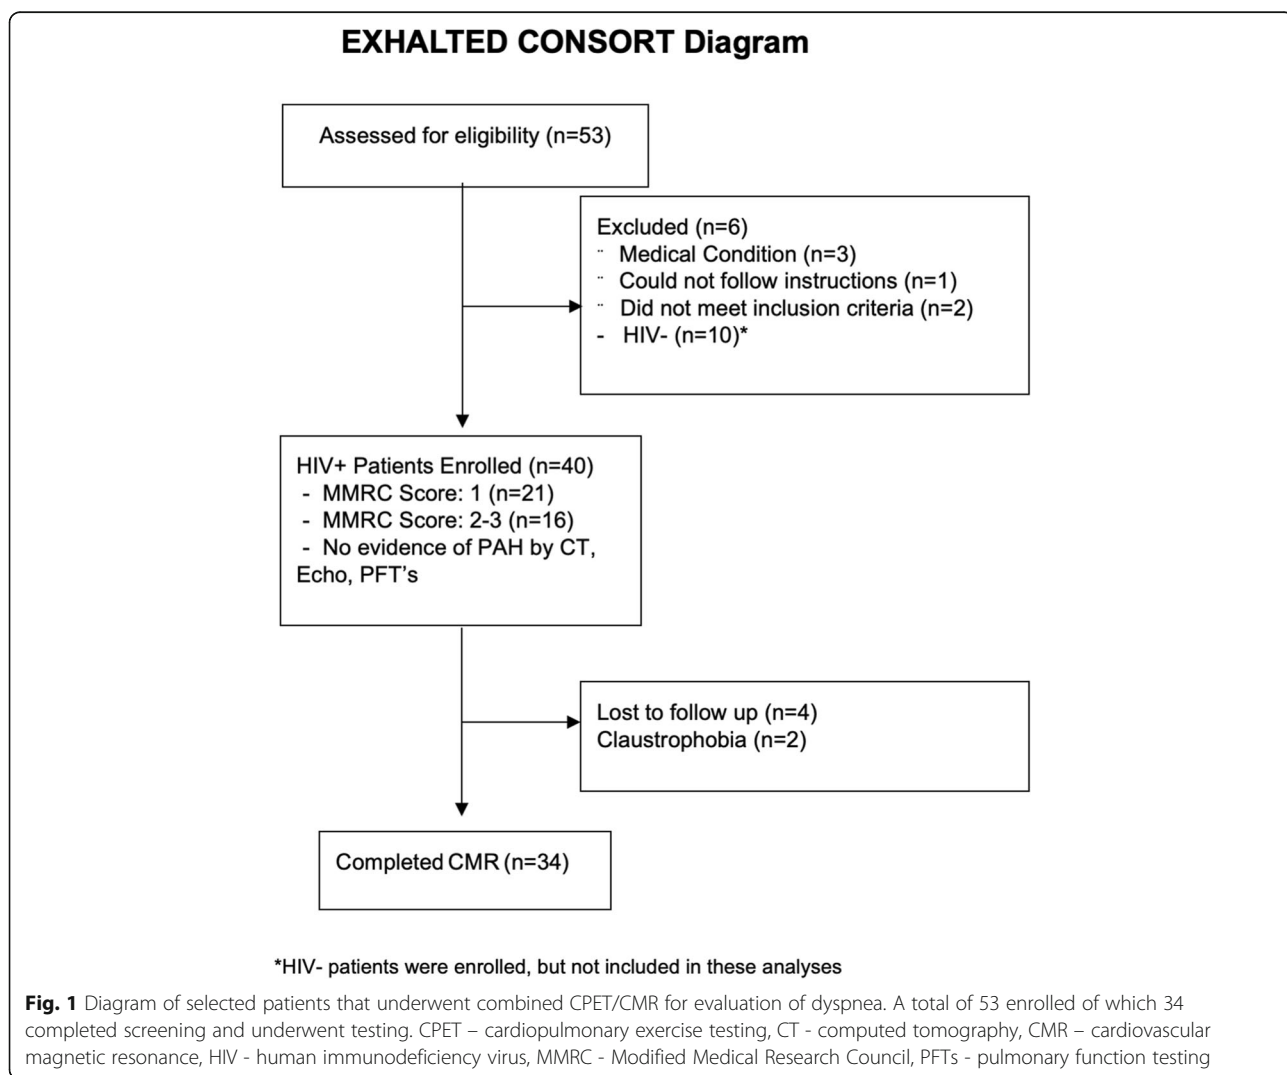 EXHALTED CONSORT Diagram
Assessed for eligibility (n=53)
Excluded (n=6)
¨ Medical Condition (n=3)
¨ Could not follow instructions (n=1)
¨ Did not meet inclusion criteria (n=2)
- HIV- (n=10)*
HIV+ Patients Enrolled (n=40)
- MMRC Score: 1 (n=21)
- MMRC Score: 2-3 (n=16)
- No evidence of PAH by CT,
Echo, PFT's
Lost to follow up (n=4)
Claustrophobia (n=2)
Completed CMR (n=34)
*HIV- patients were enrolled, but not included in these analyses
Fig. 1 Diagram of selected patients that underwent combined CPET/CMR for evaluation of dyspnea. A total of 53 enrolled of which 34
completed screening and underwent testing. CPET – cardiopulmonary exercise testing, CT - computed tomography, CMR – cardiovascular
magnetic resonance, HIV - human immunodeficiency virus, MMRC - Modified Medical Research Council, PFTs - pulmonary function testing